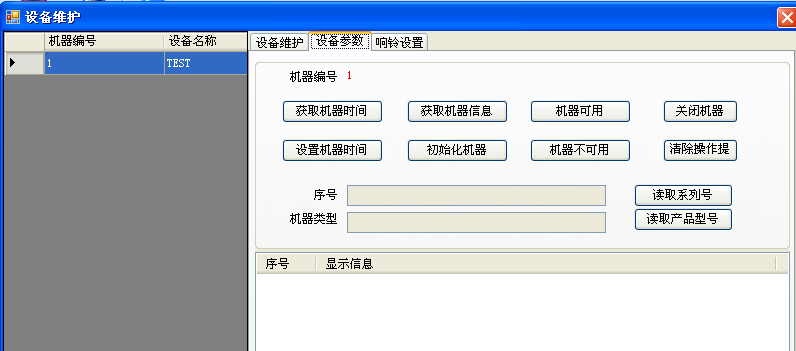 设备维护
机器编号 设备名称
1 TEST
设备维护 设备参数 响铃设置
机器编号 1
获取机器时间 获取机器信息 机器可用 关闭机器
设置机器时间 初始化机器 机器不可用 清除操作提
序号 读取系列号
机器类型 读取产品型号
序号 显示信息